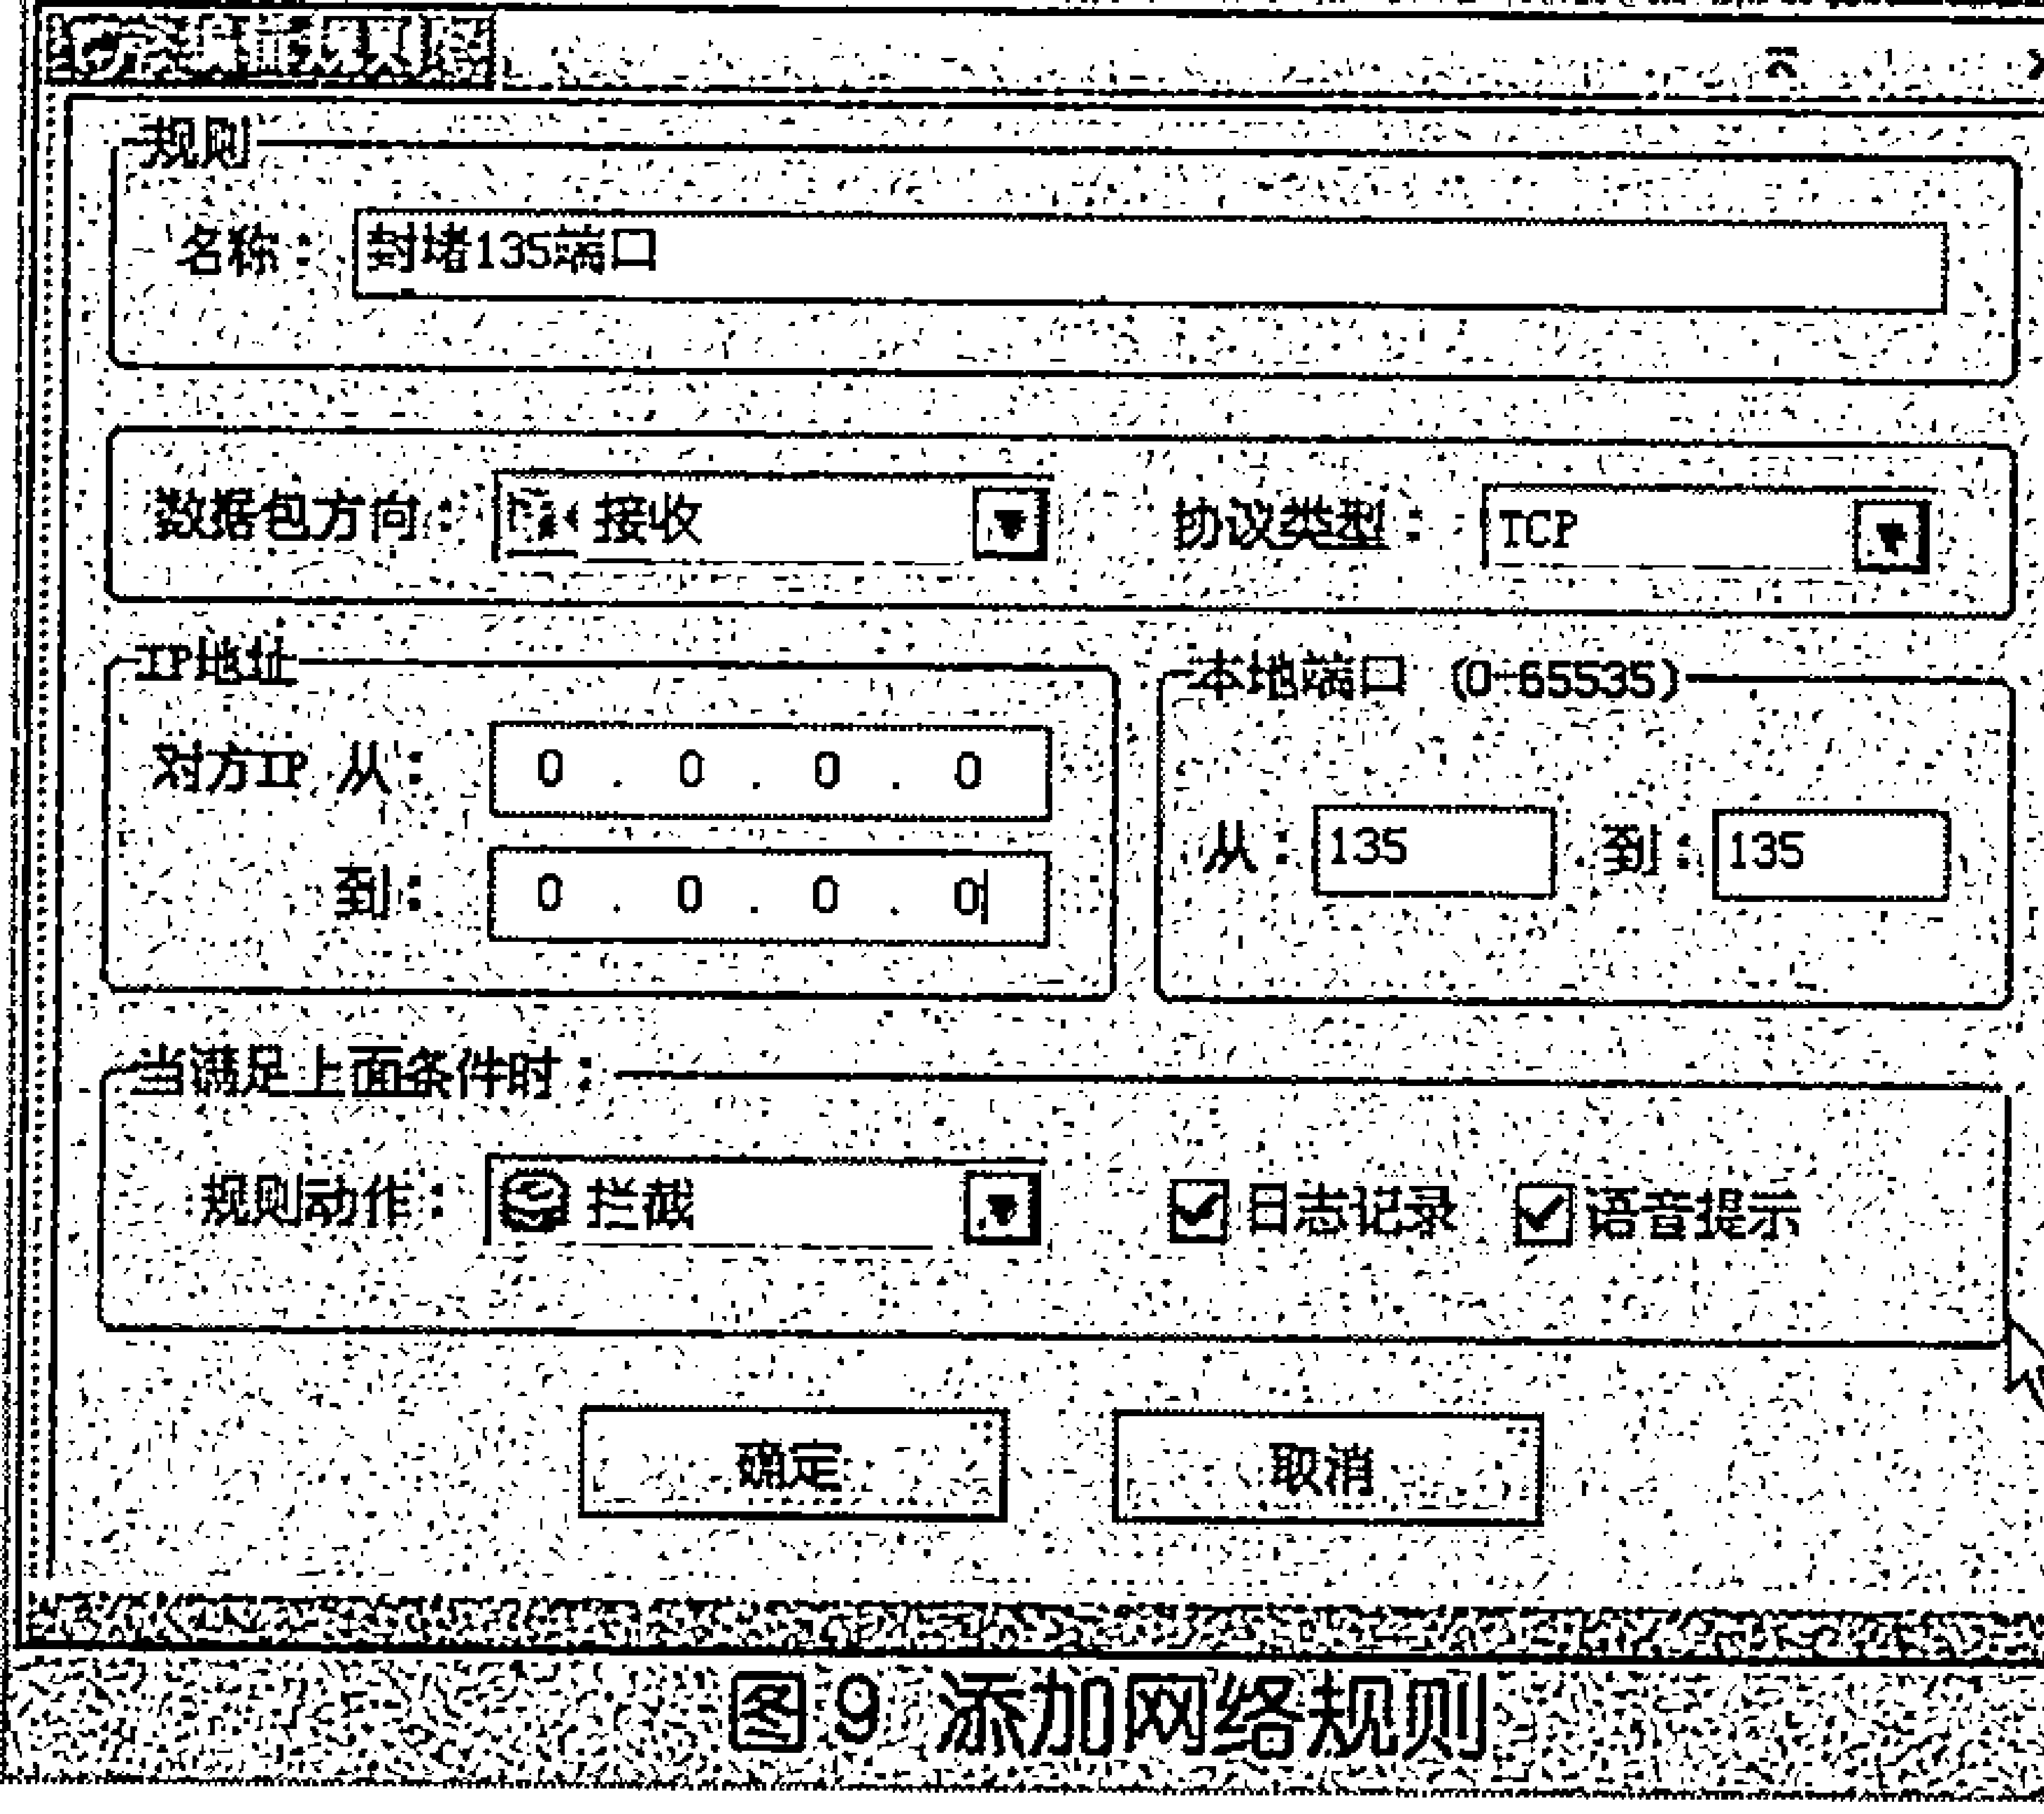 规则
名称： 封堵135端口
数据包方向： 接收 协议类型： TCP
IP地址 本地端口 (0-65535)
对方IP 从： 0 . 0 . 0 . 0
从： 135 到： 135
到： 0 . 0 . 0 . 0
当满足上面条件时：
规则动作： 拦截 日志记录 语音提示
确定 取消
图9 添加网络规则